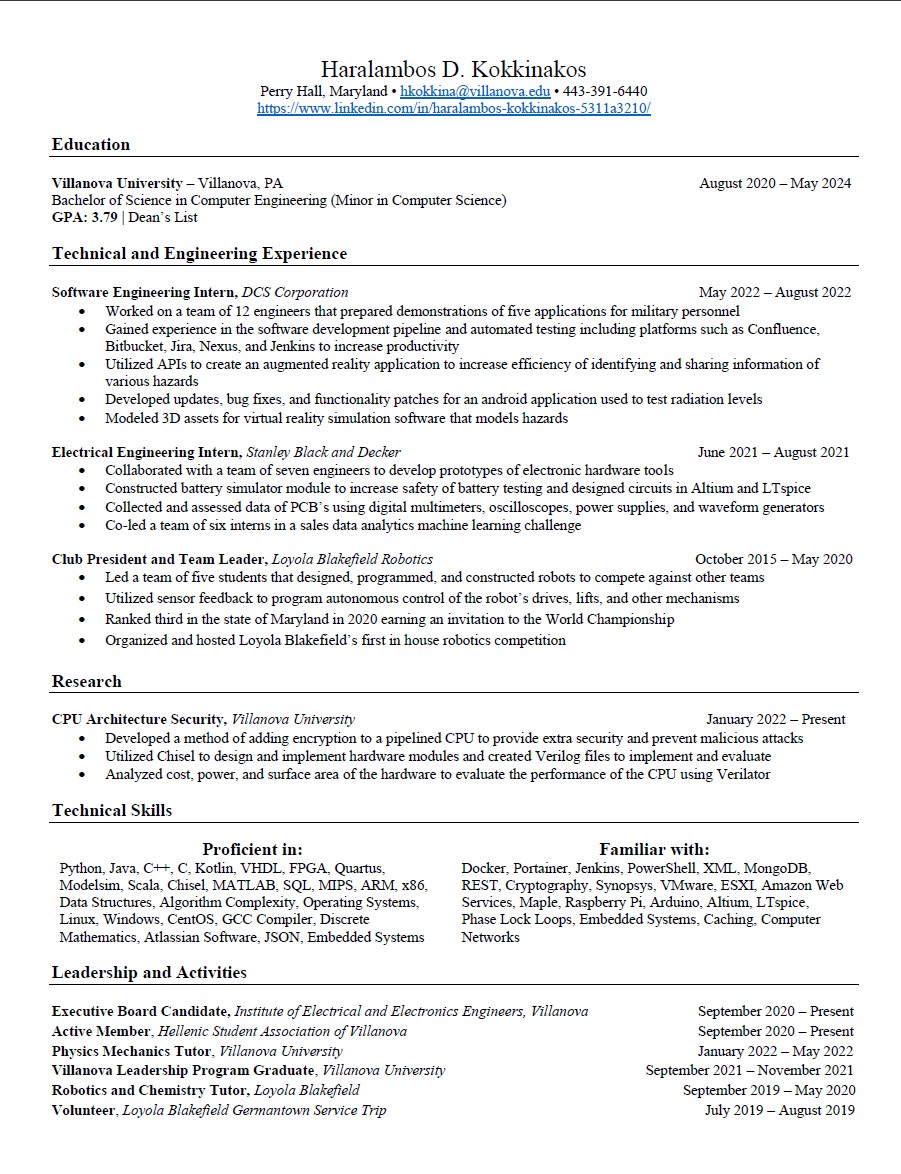 Haralambos D. Kokkinakos
Perry Hall, Maryland • hkokkina@villanova.edu • 443-391-6440
https://www.linkedin.com/in/haralambos-kokkinakos-5311a3210/
Education
Villanova University – Villanova, PA August 2020 – May 2024
Bachelor of Science in Computer Engineering (Minor in Computer Science)
GPA: 3.79 | Dean's List
Technical and Engineering Experience
Software Engineering Intern, DCS Corporation May 2022 – August 2022
• Worked on a team of 12 engineers that prepared demonstrations of five applications for military personnel
• Gained experience in the software development pipeline and automated testing including platforms such as Confluence,
Bitbucket, Jira, Nexus, and Jenkins to increase productivity
• Utilized APIs to create an augmented reality application to increase efficiency of identifying and sharing information of
various hazards
• Developed updates, bug fixes, and functionality patches for an android application used to test radiation levels
• Modeled 3D assets for virtual reality simulation software that models hazards
Electrical Engineering Intern, Stanley Black and Decker June 2021 – August 2021
• Collaborated with a team of seven engineers to develop prototypes of electronic hardware tools
• Constructed battery simulator module to increase safety of battery testing and designed circuits in Altium and LTspice
• Collected and assessed data of PCB's using digital multimeters, oscilloscopes, power supplies, and waveform generators
• Co-led a team of six interns in a sales data analytics machine learning challenge
Club President and Team Leader, Loyola Blakefield Robotics October 2015 – May 2020
• Led a team of five students that designed, programmed, and constructed robots to compete against other teams
• Utilized sensor feedback to program autonomous control of the robot's drives, lifts, and other mechanisms
• Ranked third in the state of Maryland in 2020 earning an invitation to the World Championship
• Organized and hosted Loyola Blakefield's first in house robotics competition
Research
CPU Architecture Security, Villanova University January 2022 – Present
• Developed a method of adding encryption to a pipelined CPU to provide extra security and prevent malicious attacks
• Utilized Chisel to design and implement hardware modules and created Verilog files to implement and evaluate
• Analyzed cost, power, and surface area of the hardware to evaluate the performance of the CPU using Verilator
Technical Skills
Proficient in:
Python, Java, C++, C, Kotlin, VHDL, FPGA, Quartus,
Modelsim, Scala, Chisel, MATLAB, SQL, MIPS, ARM, x86,
Data Structures, Algorithm Complexity, Operating Systems,
Linux, Windows, CentOS, GCC Compiler, Discrete
Mathematics, Atlassian Software, JSON, Embedded Systems
Familiar with:
Docker, Portainer, Jenkins, PowerShell, XML, MongoDB,
REST, Cryptography, Synopsys, VMware, ESXI, Amazon Web
Services, Maple, Raspberry Pi, Arduino, Altium, LTspice,
Phase Lock Loops, Embedded Systems, Caching, Computer
Networks
Leadership and Activities
Executive Board Candidate, Institute of Electrical and Electronics Engineers, Villanova September 2020 – Present
Active Member, Hellenic Student Association of Villanova September 2020 – Present
Physics Mechanics Tutor, Villanova University January 2022 – May 2022
Villanova Leadership Program Graduate, Villanova University September 2021 – November 2021
Robotics and Chemistry Tutor, Loyola Blakefield September 2019 – May 2020
Volunteer, Loyola Blakefield Germantown Service Trip July 2019 – August 2019